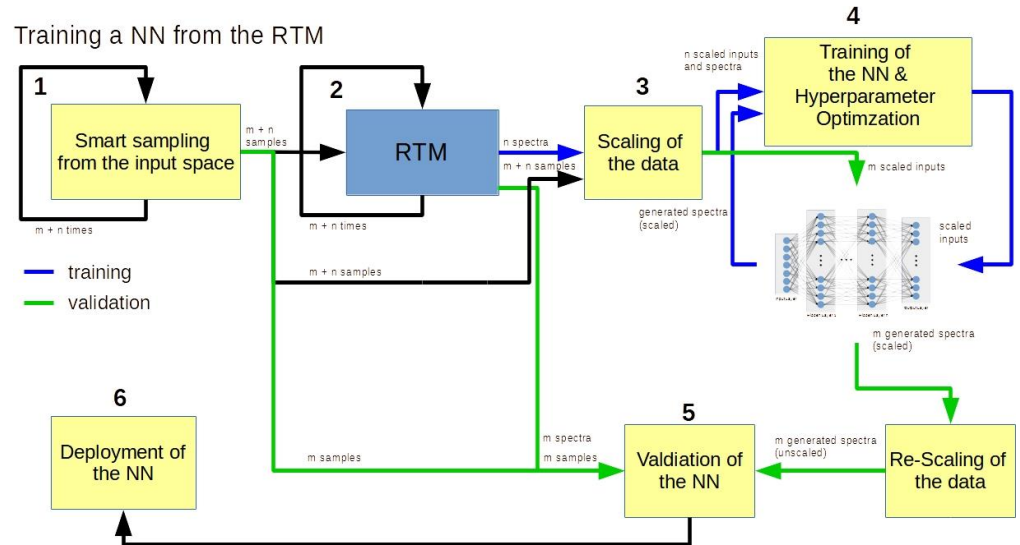 Training a NN from the RTM
1
Smart sampling
from the input space
m + n times
m + n
samples
2
RTM
m + n times
n spectra
m + n samples
m + n samples
3
Scaling of
the data
generated spectra
(scaled)
4
n scaled inputs
and spectra
Training of
the NN &
Hyperparameter
Optimzation
m scaled inputs
scaled
inputs
m generated spectra
(scaled)
training
validation
6
Deployment of
the NN
m samples
m spectra
m samples
5
Valdiation of
the NN
m generated spectra
(unscaled)
Re-Scaling of
the data